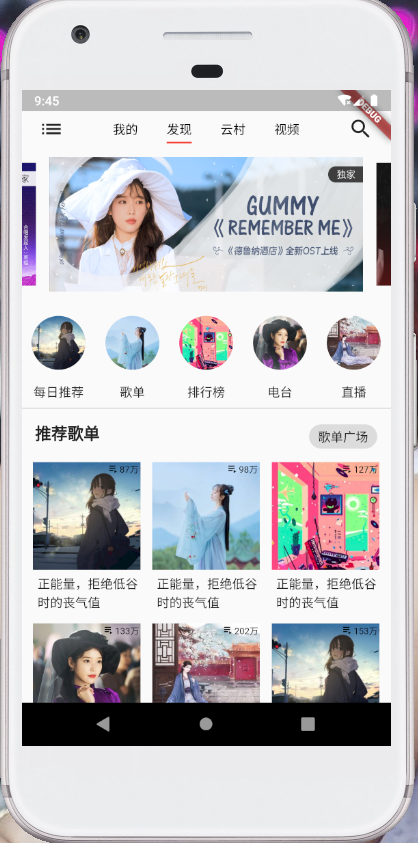 9:45
DEBUG
我的 发现 云村 视频
家
独家
GUMMY
《REMEMBER ME》
《德鲁纳酒店》全新OST上线
每日推荐 歌单 排行榜 电台 直播
推荐歌单 歌单广场
87万 98万 127万
正能量，拒绝低谷 正能量，拒绝低谷 正能量，拒绝低谷
时的丧气值 时的丧气值 时的丧气值
133万 202万 153万